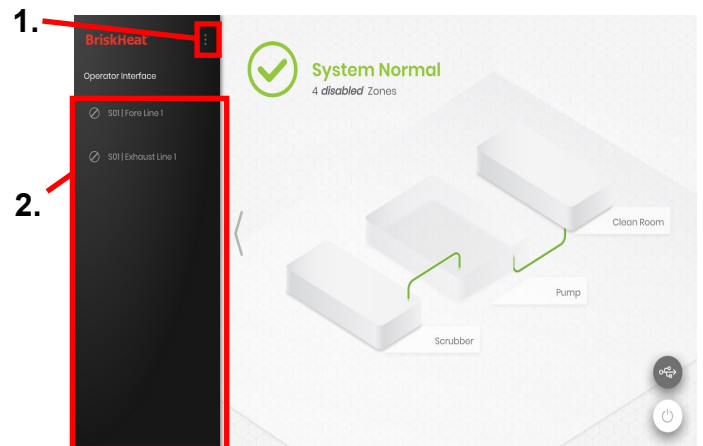 1.
BriskHeat
Operator Interface
S01 | Fore Line 1
S01 | Exhaust Line 1
2.
System Normal
4 disabled Zones
Clean Room
Pump
Scrubber